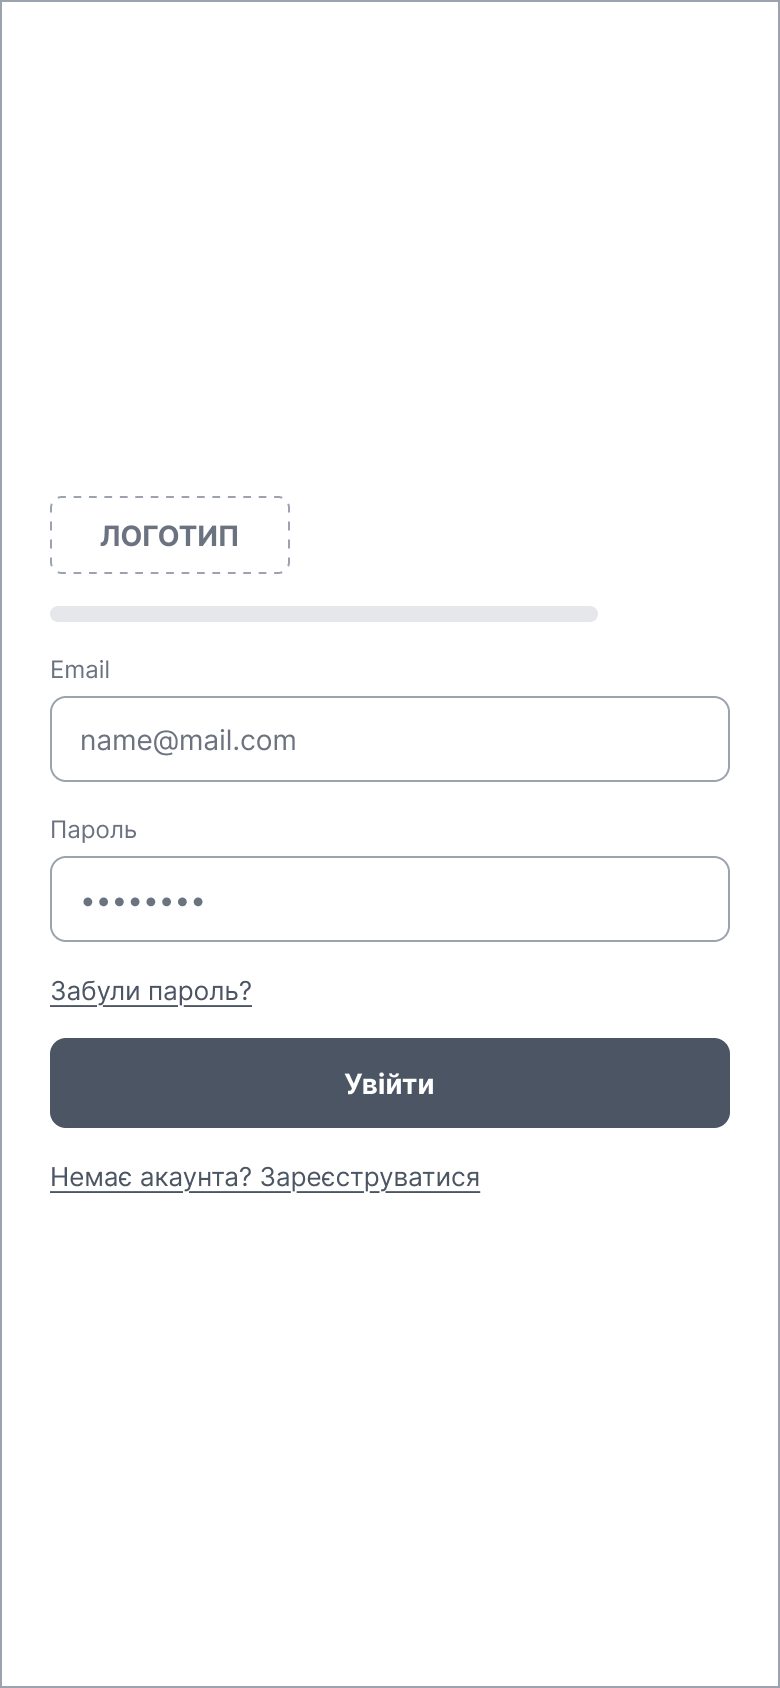 ЛОГОТИП
Email
name@mail.com
Пароль
••••••••
Забули пароль?
Увійти
Немає акаунта? Зареєструватися